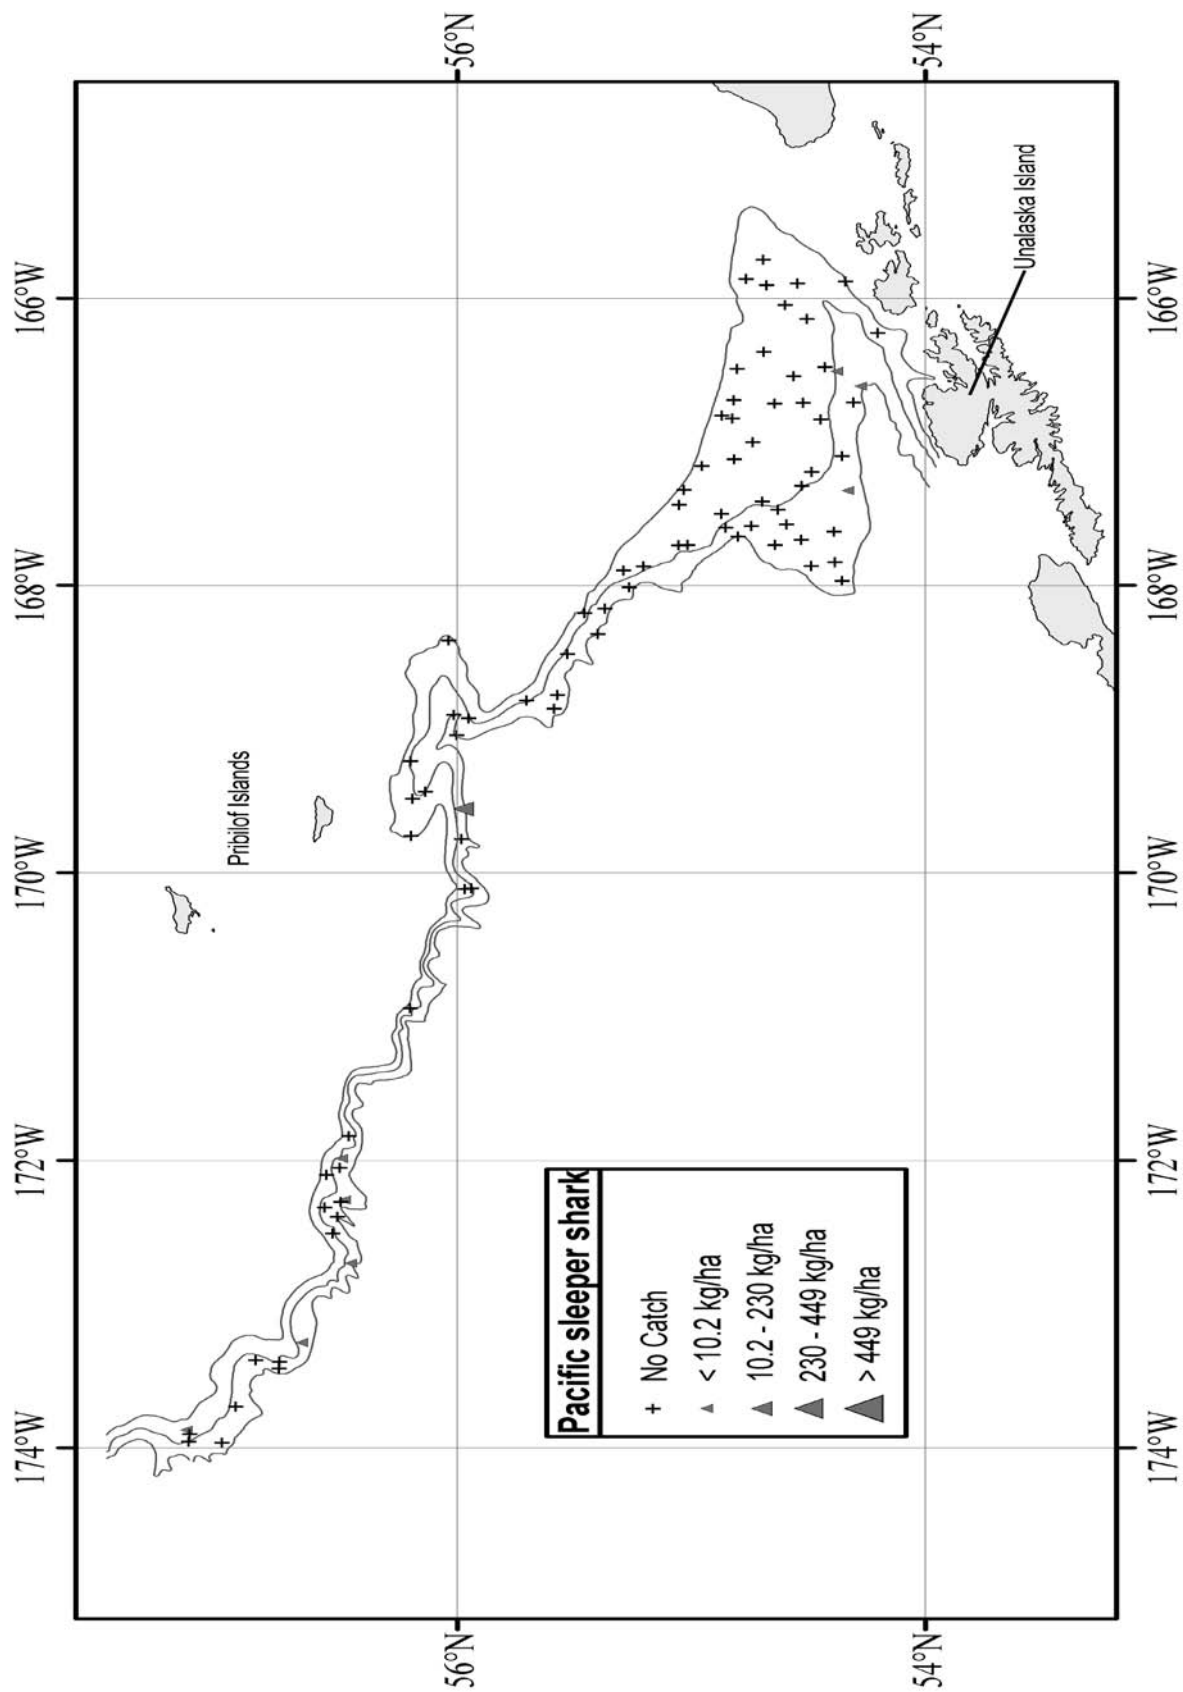 174°W
172°W
170°W
168°W
166°W
56°N
56°N
54°N
54°N
Pribilof Islands
Unalaska Island
Pacific sleeper shark
No Catch
< 10.2 kg/ha
10.2 - 230 kg/ha
230 - 449 kg/ha
> 449 kg/ha
174°W
172°W
170°W
168°W
166°W